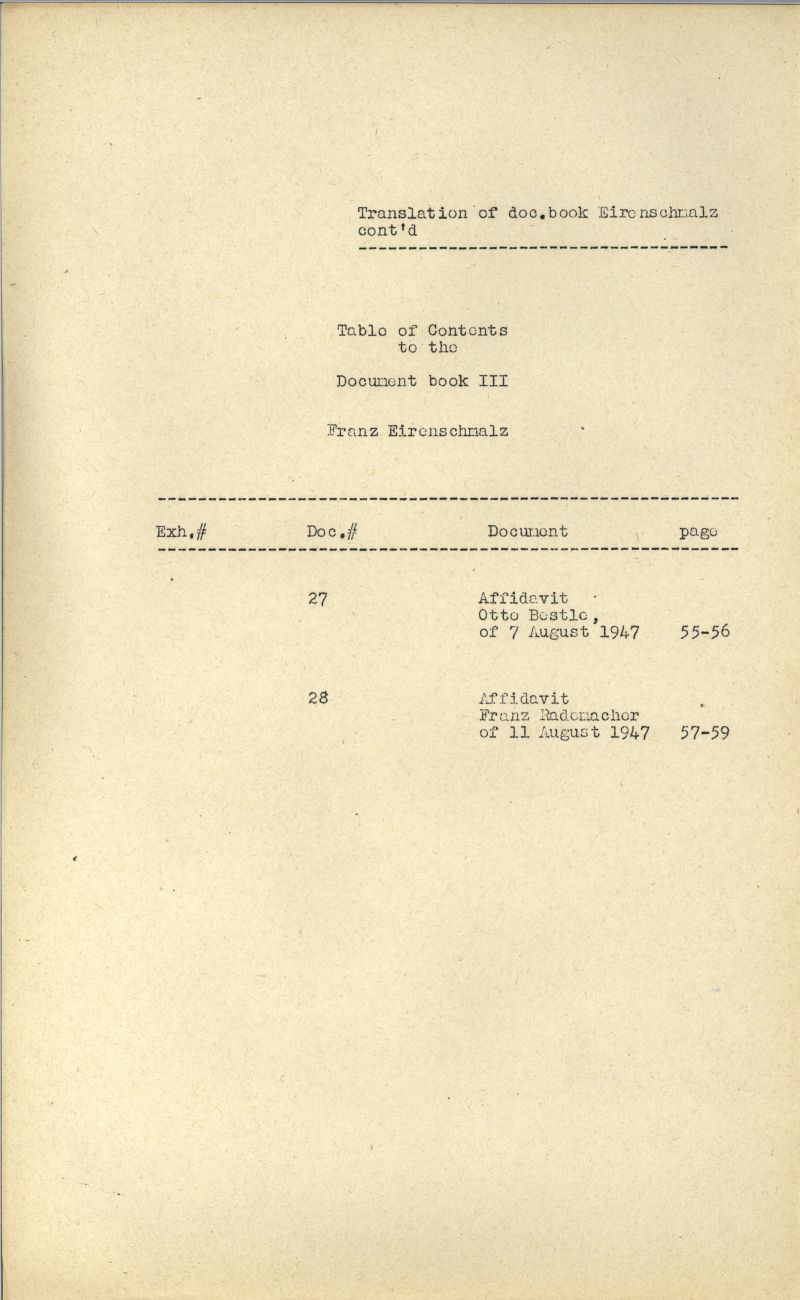 Translation of doc.book Eirenschmalz
cont'd
Table of Contents
to the
Document book III
Franz Eirenschmalz
Exh.# Doc.# Document page
27 Affidavit
Otto Bestle,
of 7 August 1947 55-56
28 Affidavit
Franz Rademacher
of 11 August 1947 57-59